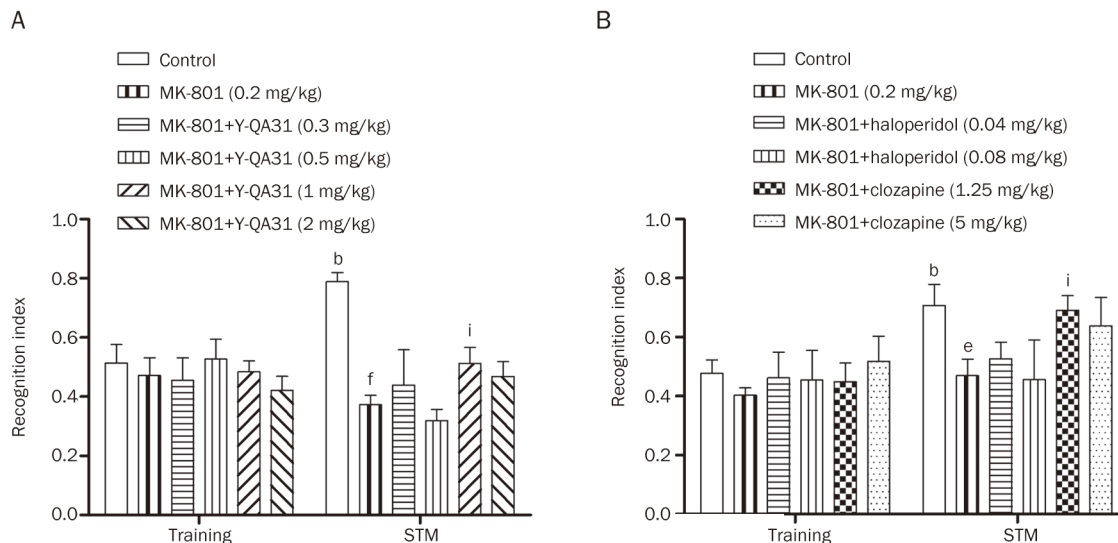 A
Control
MK-801 (0.2 mg/kg)
MK-801+Y-QA31 (0.3 mg/kg)
MK-801+Y-QA31 (0.5 mg/kg)
MK-801+Y-QA31 (1 mg/kg)
MK-801+Y-QA31 (2 mg/kg)
Recognition index
1.0
0.8
0.6
0.4
0.2
0.0
b
f
i
Training
STM
B
Control
MK-801 (0.2 mg/kg)
MK-801+haloperidol (0.04 mg/kg)
MK-801+haloperidol (0.08 mg/kg)
MK-801+clozapine (1.25 mg/kg)
MK-801+clozapine (5 mg/kg)
Recognition index
1.0
0.8
0.6
0.4
0.2
0.0
b
e
i
Training
STM